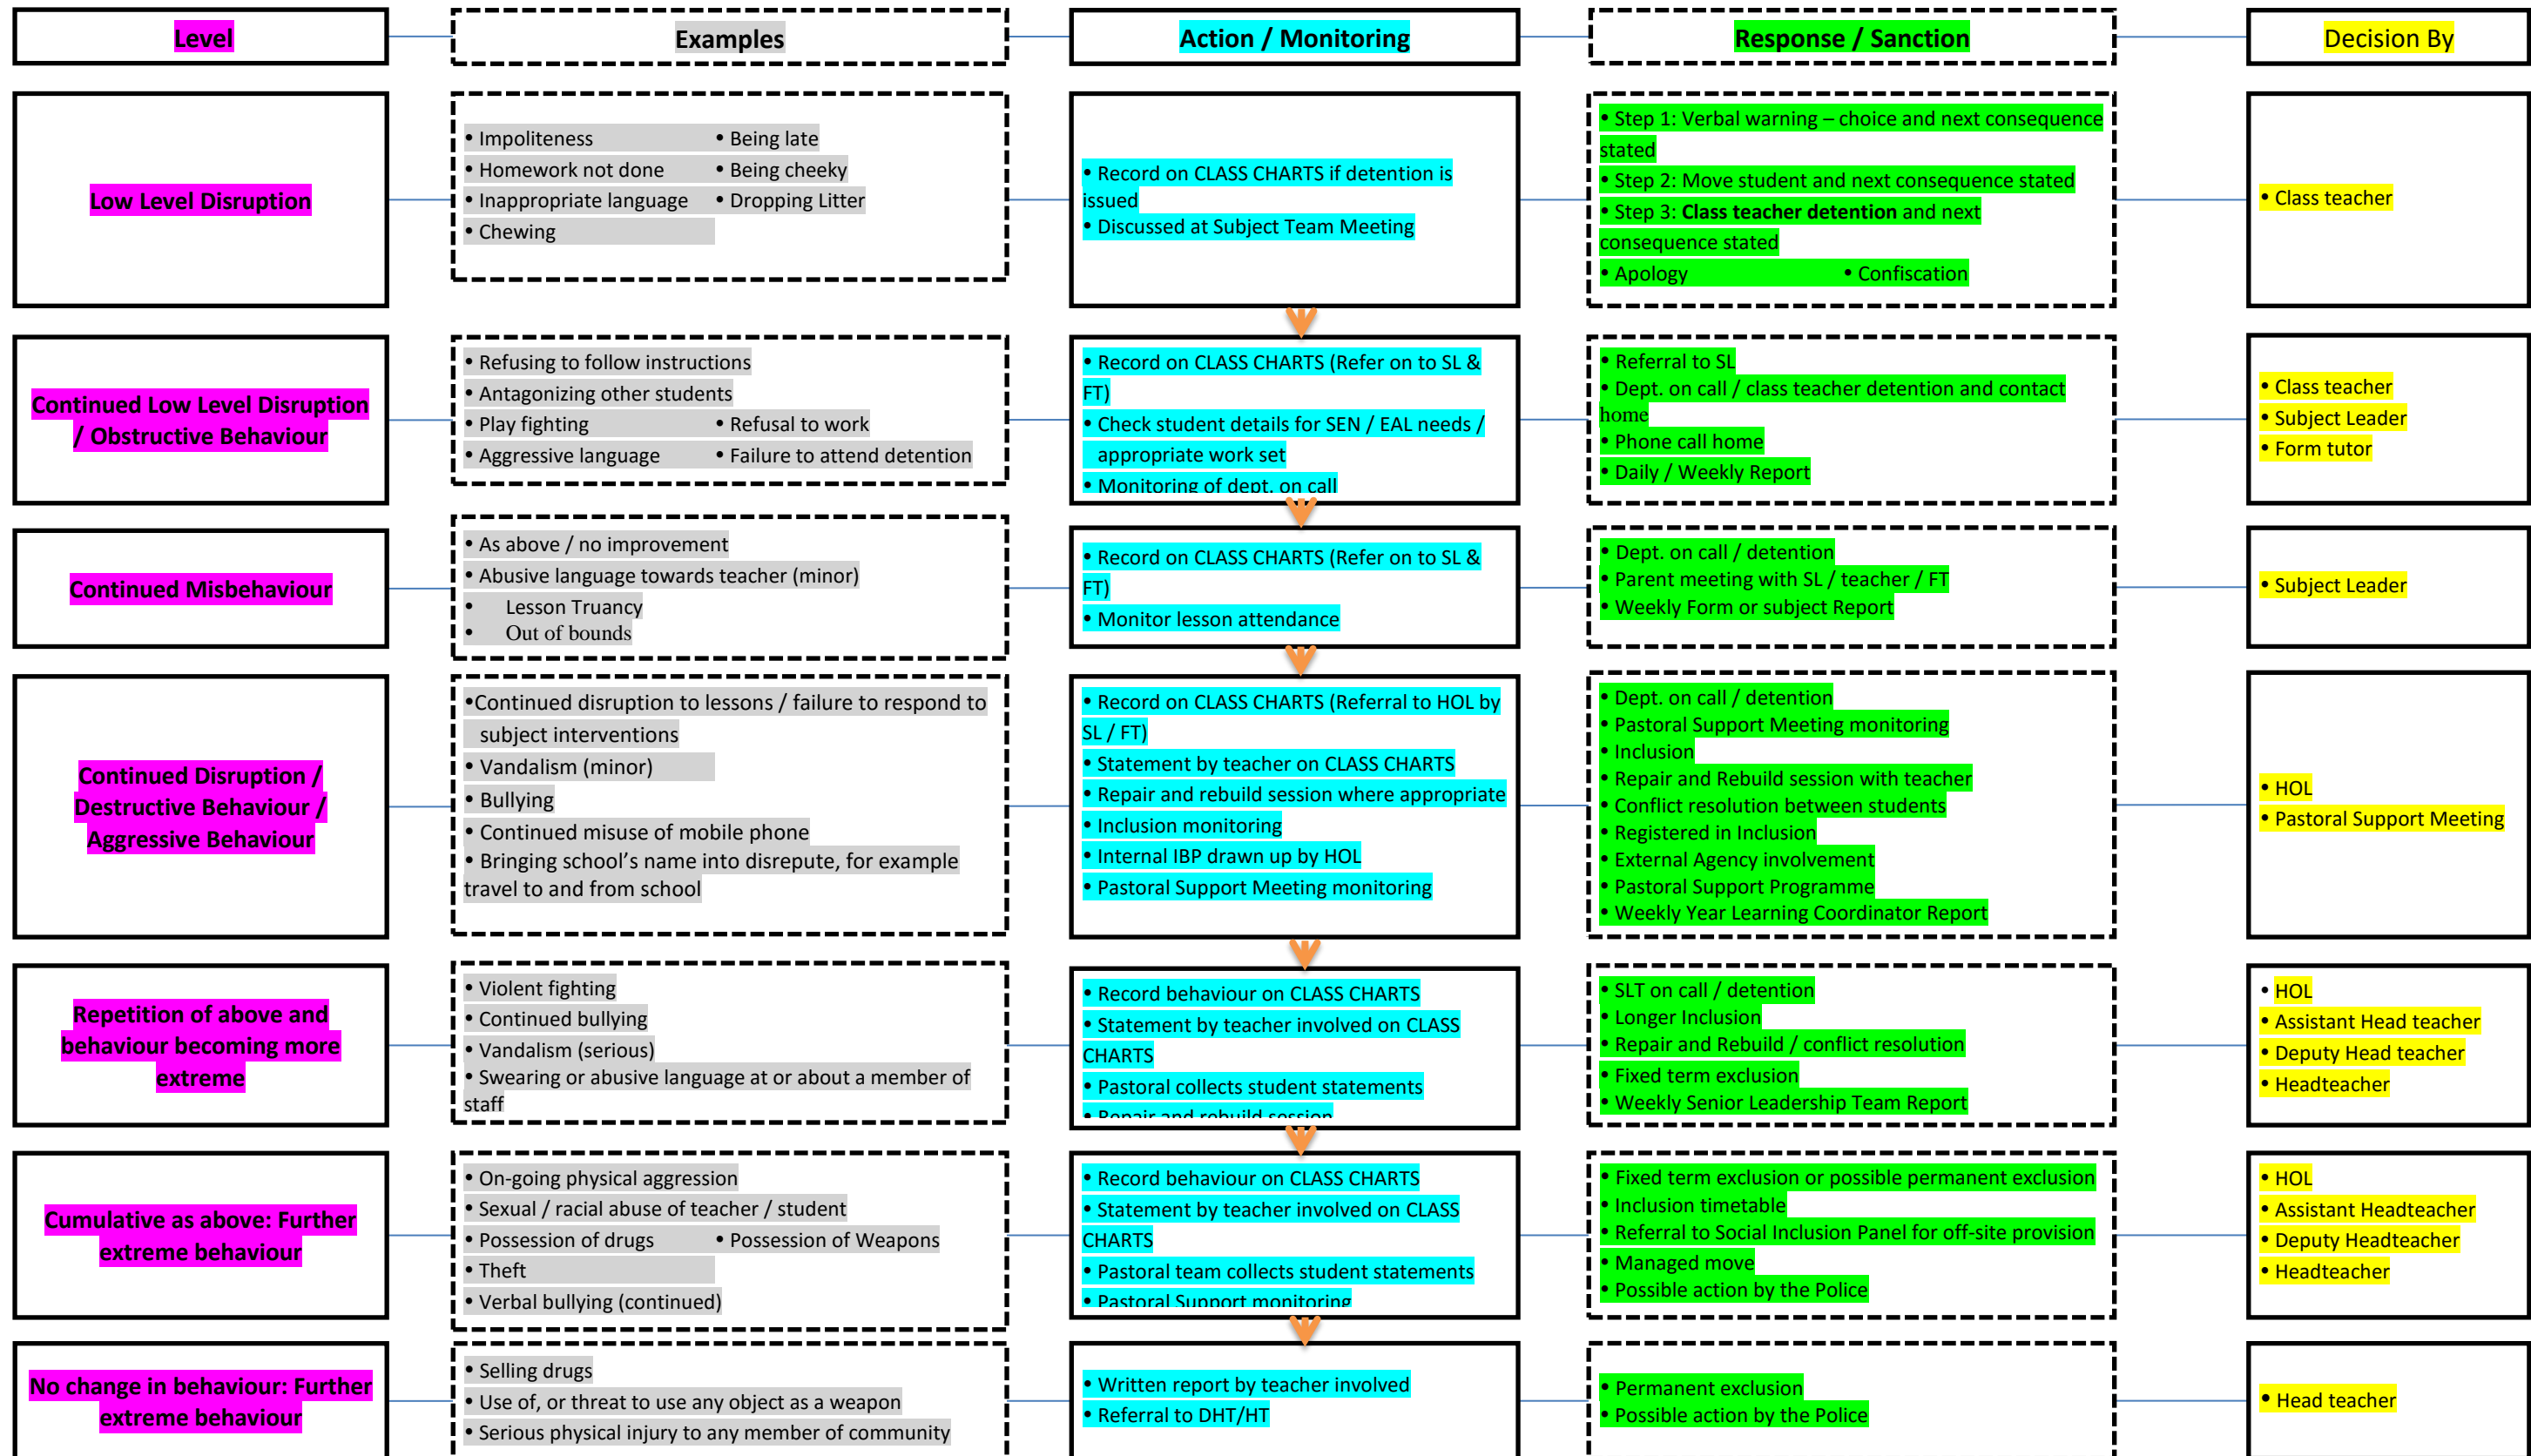 Level
Examples
Action / Monitoring
Response / Sanction
Decision By
Low Level Disruption
• Impoliteness • Being late
• Homework not done • Being cheeky
• Inappropriate language • Dropping Litter
• Chewing
• Record on CLASS CHARTS if detention is
issued
• Discussed at Subject Team Meeting
• Step 1: Verbal warning – choice and next consequence
stated
• Step 2: Move student and next consequence stated
• Step 3: Class teacher detention and next
consequence stated
• Apology • Confiscation
• Class teacher
Continued Low Level Disruption
/ Obstructive Behaviour
• Refusing to follow instructions
• Antagonizing other students
• Play fighting • Refusal to work
• Aggressive language • Failure to attend detention
• Record on CLASS CHARTS (Refer on to SL &
FT)
• Check student details for SEN / EAL needs /
appropriate work set
• Monitoring of dept. on call
• Referral to SL
• Dept. on call / class teacher detention and contact
home
• Phone call home
• Daily / Weekly Report
• Class teacher
• Subject Leader
• Form tutor
Continued Misbehaviour
• As above / no improvement
• Abusive language towards teacher (minor)
• Lesson Truancy
• Out of bounds
• Record on CLASS CHARTS (Refer on to SL &
FT)
• Monitor lesson attendance
• Dept. on call / detention
• Parent meeting with SL / teacher / FT
• Weekly Form or subject Report
• Subject Leader
Continued Disruption /
Destructive Behaviour /
Aggressive Behaviour
•Continued disruption to lessons / failure to respond to
subject interventions
• Vandalism (minor)
• Bullying
• Continued misuse of mobile phone
• Bringing school’s name into disrepute, for example
travel to and from school
• Record on CLASS CHARTS (Referral to HOL by
SL / FT)
• Statement by teacher on CLASS CHARTS
• Repair and rebuild session where appropriate
• Inclusion monitoring
• Internal IBP drawn up by HOL
• Pastoral Support Meeting monitoring
• Dept. on call / detention
• Pastoral Support Meeting monitoring
• Inclusion
• Repair and Rebuild session with teacher
• Conflict resolution between students
• Registered in Inclusion
• External Agency involvement
• Pastoral Support Programme
• Weekly Year Learning Coordinator Report
• HOL
• Pastoral Support Meeting
Repetition of above and
behaviour becoming more
extreme
• Violent fighting
• Continued bullying
• Vandalism (serious)
• Swearing or abusive language at or about a member of
staff
• Record behaviour on CLASS CHARTS
• Statement by teacher involved on CLASS
CHARTS
• Pastoral collects student statements
• Repair and rebuild session
• SLT on call / detention
• Longer Inclusion
• Repair and Rebuild / conflict resolution
• Fixed term exclusion
• Weekly Senior Leadership Team Report
• HOL
• Assistant Head teacher
• Deputy Head teacher
• Headteacher
Cumulative as above: Further
extreme behaviour
• On-going physical aggression
• Sexual / racial abuse of teacher / student
• Possession of drugs • Possession of Weapons
• Theft
• Verbal bullying (continued)
• Record behaviour on CLASS CHARTS
• Statement by teacher involved on CLASS
CHARTS
• Pastoral team collects student statements
• Pastoral Support monitoring
• Fixed term exclusion or possible permanent exclusion
• Inclusion timetable
• Referral to Social Inclusion Panel for off-site provision
• Managed move
• Possible action by the Police
• HOL
• Assistant Headteacher
• Deputy Headteacher
• Headteacher
No change in behaviour: Further
extreme behaviour
• Selling drugs
• Use of, or threat to use any object as a weapon
• Serious physical injury to any member of community
• Written report by teacher involved
• Referral to DHT/HT
• Permanent exclusion
• Possible action by the Police
• Head teacher